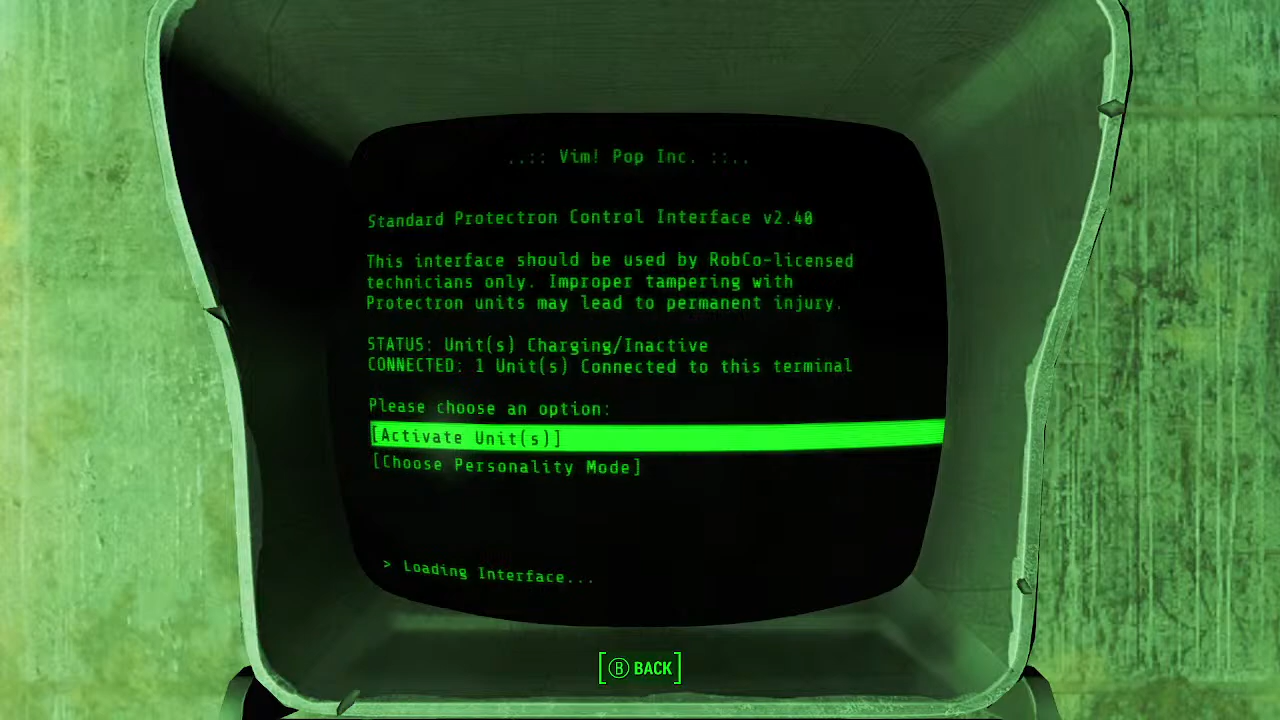 ..:: Vim! Pop Inc. ::..
Standard Protectron Control Interface v2.40
This interface should be used by RobCo-licensed
technicians only. Improper tampering with
Protectron units may lead to permanent injury.
STATUS: Unit(s) Charging/Inactive
CONNECTED: 1 Unit(s) Connected to this terminal
Please choose an option:
[Activate Unit(s)]
[Choose Personality Mode]
> Loading Interface...
[Ⓑ BACK]